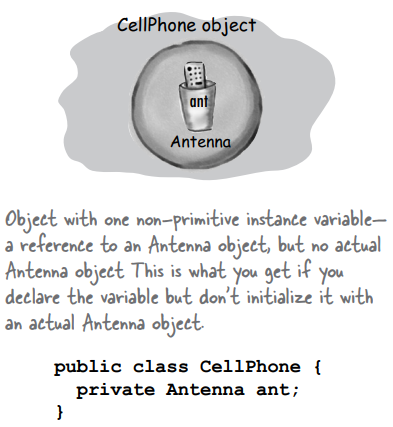 CellPhone object
ant
Antenna
Object with one non-primitive instance variable—
a reference to an Antenna object, but no actual
Antenna object This is what you get if you
declare the variable but don't initialize it with
an actual Antenna object.
public class CellPhone {
  private Antenna ant;
}